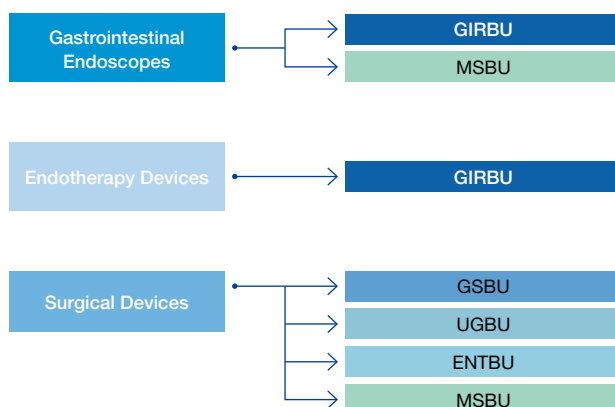 Gastrointestinal
Endoscopes
GIRBU
MSBU
Endotherapy Devices
GIRBU
Surgical Devices
GSBU
UGBU
ENTBU
MSBU